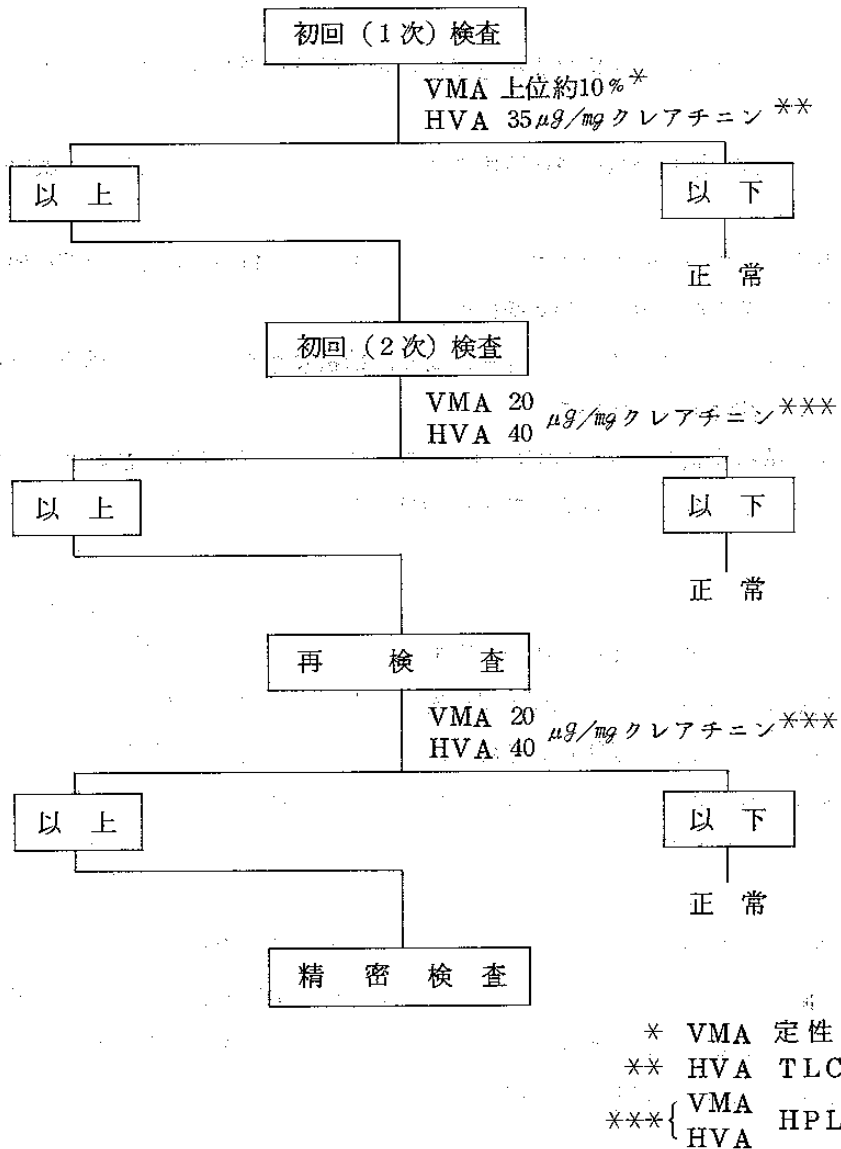 初回(1次)検査
VMA 上位約10%*
HVA 35μg/mgクレアチニン**
以上
以下
正常
初回(2次)検査
VMA 20
HVA 40
μg/mgクレアチニン***
以上
以下
正常
再検査
VMA 20
HVA 40
μg/mgクレアチニン***
以上
以下
正常
精密検査
* VMA 定性
** HVA TLC
*** { VMA
HVA
HPL